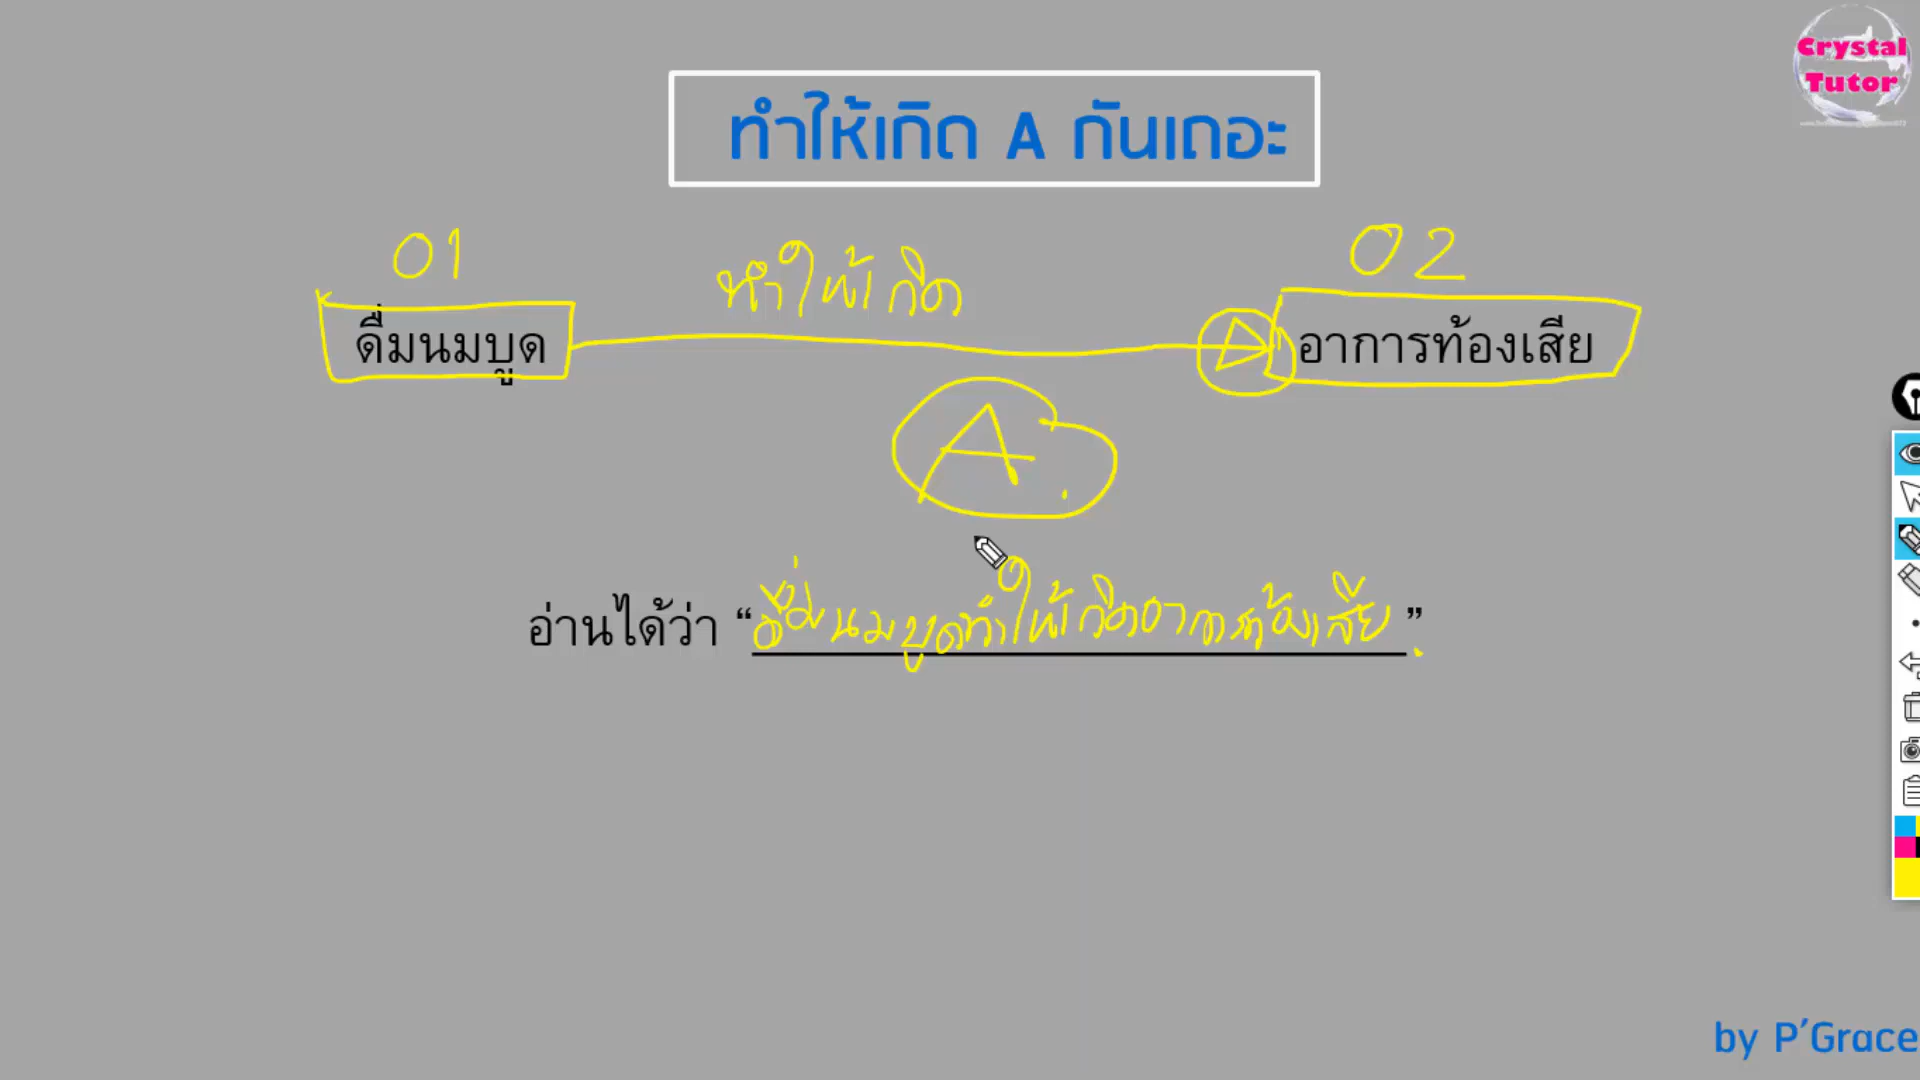 Crystal
Tutor
ทำให้เกิด A กันเถอะ
01
02
ทำให้เกิด
ดื่มนมบูด
อาการท้องเสีย
A
อ่านได้ว่า “ดื่มนมบูดทำให้เกิดอาการท้องเสีย”
by P’Grace